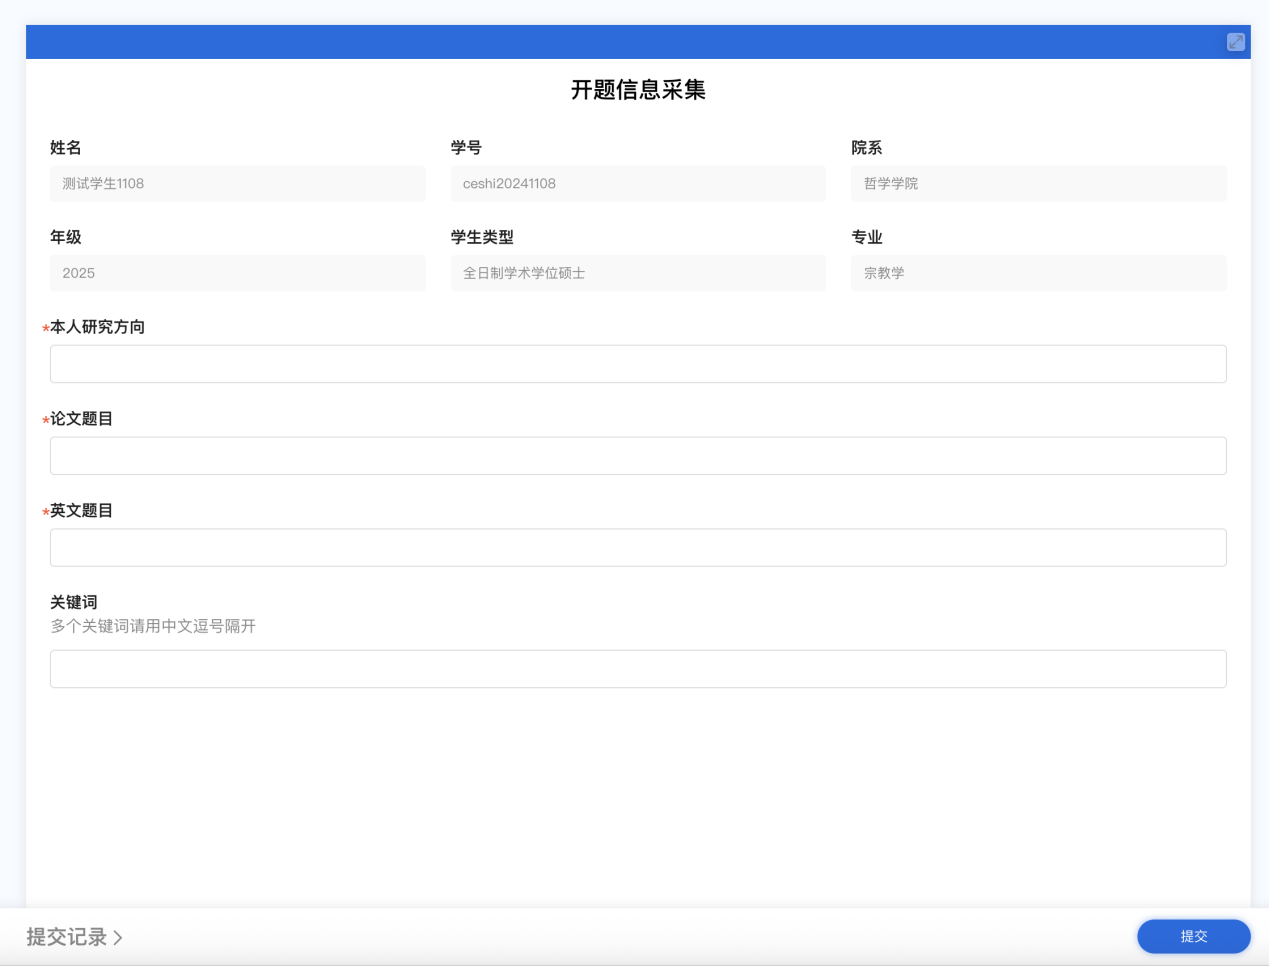 开题信息采集
姓名 学号 院系
测试学生1108 ceshi20241108 哲学学院
年级 学生类型 专业
2025 全日制学术学位硕士 宗教学
*本人研究方向
*论文题目
*英文题目
关键词
多个关键词请用中文逗号隔开
提交记录 提交